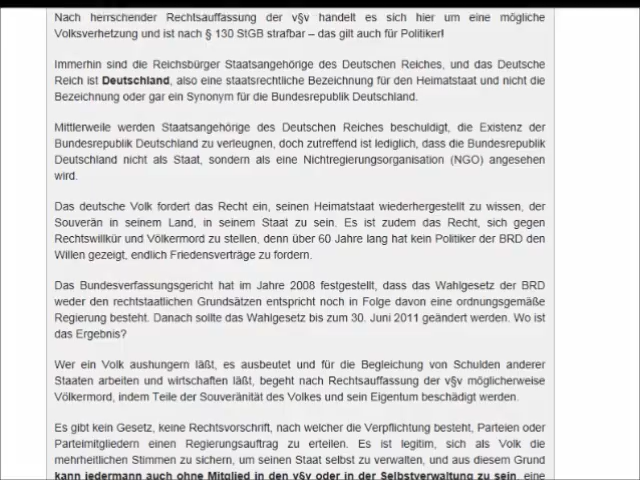 Nach herrschender Rechtsauffassung der v§v handelt es sich hier um eine mögliche
Volksverhetzung und ist nach § 130 StGB strafbar – das gilt auch für Politiker!
Immerhin sind die Reichsbürger Staatsangehörige des Deutschen Reiches, und das Deutsche
Reich ist Deutschland, also eine staatsrechtliche Bezeichnung für den Heimatstaat und nicht die
Bezeichnung oder gar ein Synonym für die Bundesrepublik Deutschland.
Mittlerweile werden Staatsangehörige des Deutschen Reiches beschuldigt, die Existenz der
Bundesrepublik Deutschland zu verleugnen, doch zutreffend ist lediglich, dass die Bundesrepublik
Deutschland nicht als Staat, sondern als eine Nichtregierungsorganisation (NGO) angesehen
wird.
Das deutsche Volk fordert das Recht ein, seinen Heimatstaat wiederhergestellt zu wissen, der
Souverän in seinem Land, in seinem Staat zu sein. Es ist zudem das Recht, sich gegen
Rechtswillkür und Völkermord zu stellen, denn über 60 Jahre lang hat kein Politiker der BRD den
Willen gezeigt, endlich Friedensverträge zu fordern.
Das Bundesverfassungsgericht hat im Jahre 2008 festgestellt, dass das Wahlgesetz der BRD
weder den rechtstaatlichen Grundsätzen entspricht noch in Folge davon eine ordnungsgemäße
Regierung besteht. Danach sollte das Wahlgesetz bis zum 30. Juni 2011 geändert werden. Wo ist
das Ergebnis?
Wer ein Volk aushungern läßt, es ausbeutet und für die Begleichung von Schulden anderer
Staaten arbeiten und wirtschaften läßt, begeht nach Rechtsauffassung der v§v möglicherweise
Völkermord, indem Teile der Souveränität des Volkes und sein Eigentum beschädigt werden.
Es gibt kein Gesetz, keine Rechtsvorschrift, nach welcher die Verpflichtung besteht, Parteien oder
Parteimitgliedern einen Regierungsauftrag zu erteilen. Es ist legitim, sich als Volk die
mehrheitlichen Stimmen zu sichern, um seinen Staat selbst zu verwalten, und aus diesem Grund
kann jedermann auch ohne Mitglied in den v§v oder in der Selbstverwaltung zu sein, eine